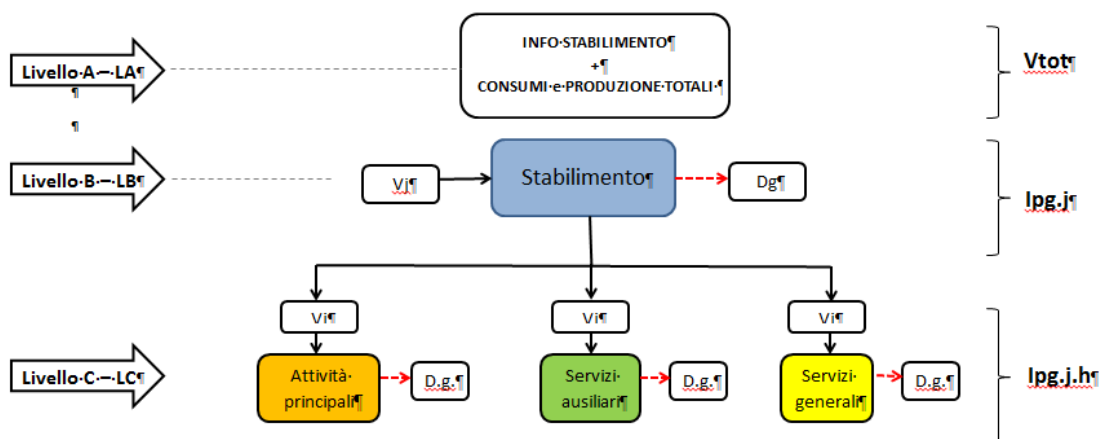 INFO·STABILIMENTO¶
+¶
CONSUMI·e·PRODUZIONE·TOTALI·¶
Livello·A·–·LA¶
¶
¶
Vtot¶
Livello·B·–·LB¶
Vj¶
Stabilimento¶
Dg¶
Ipg.j¶
Vi¶
Vi¶
Vi¶
Livello·C·–·LC¶
Attività·
principali¶
D.g.¶
Servizi·
ausiliari¶
D.g.¶
Servizi·
generali¶
D.g.¶
Ipg.j.h¶